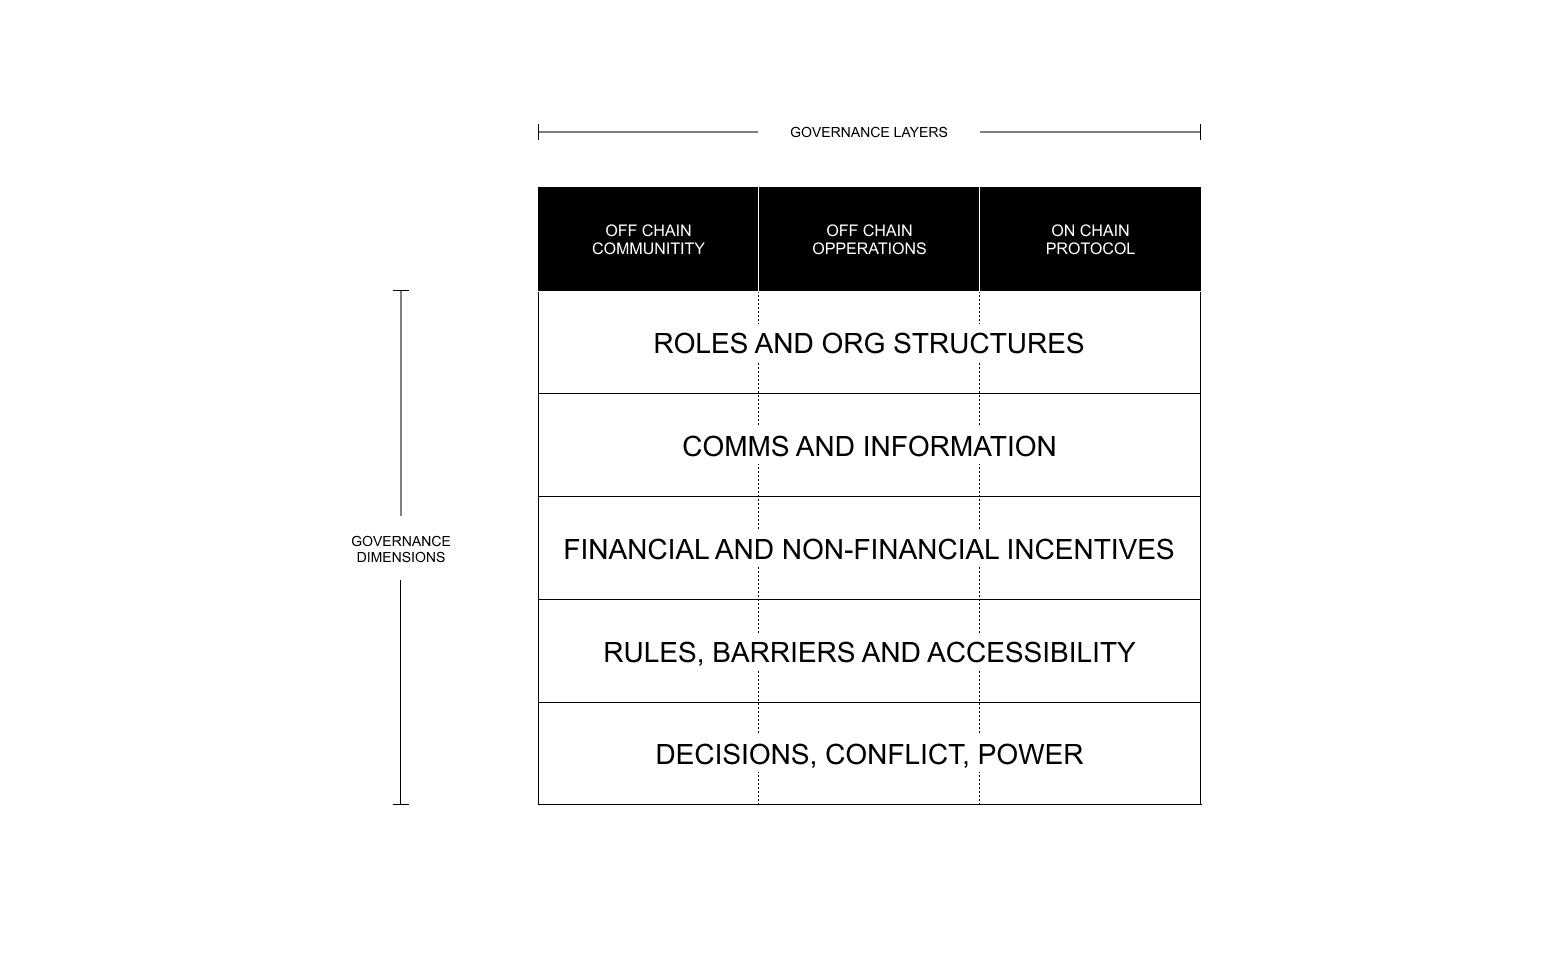 GOVERNANCE LAYERS
OFF CHAIN
COMMUNITITY
OFF CHAIN
OPPERATIONS
ON CHAIN
PROTOCOL
ROLES AND ORG STRUCTURES
COMMS AND INFORMATION
GOVERNANCE
DIMENSIONS
FINANCIAL AND NON-FINANCIAL INCENTIVES
RULES, BARRIERS AND ACCESSIBILITY
DECISIONS, CONFLICT, POWER